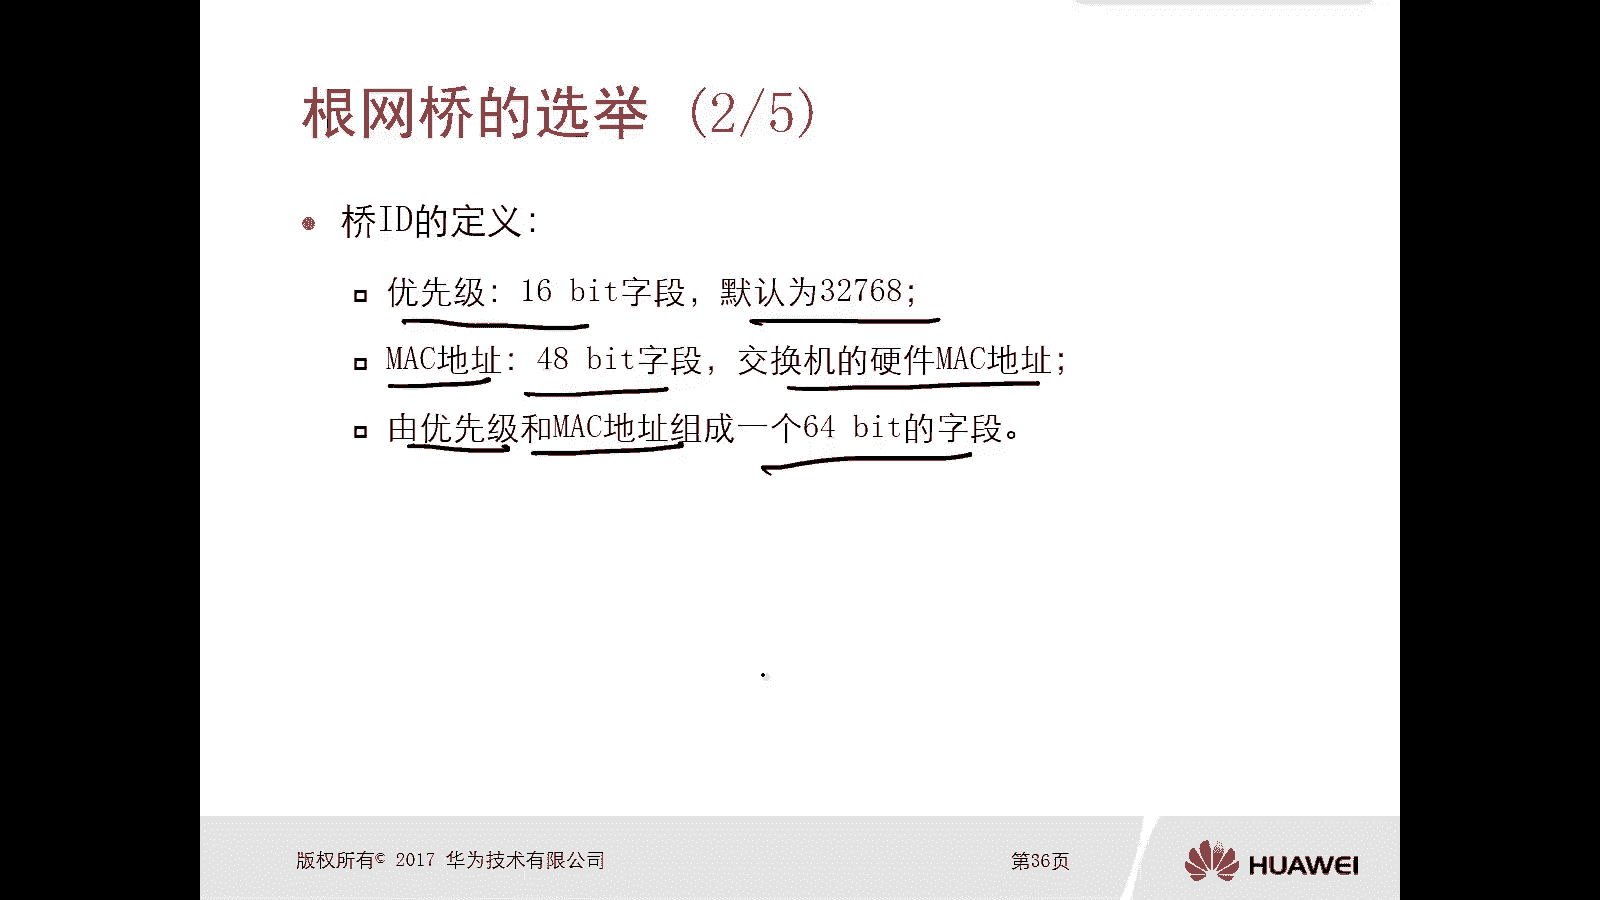 根网桥的选举 (2/5)
桥ID的定义：
优先级：16 bit字段，默认为32768；
MAC地址：48 bit字段，交换机的硬件MAC地址；
由优先级和MAC地址组成一个64 bit的字段。
版权所有© 2017 华为技术有限公司
第36页
HUAWEI